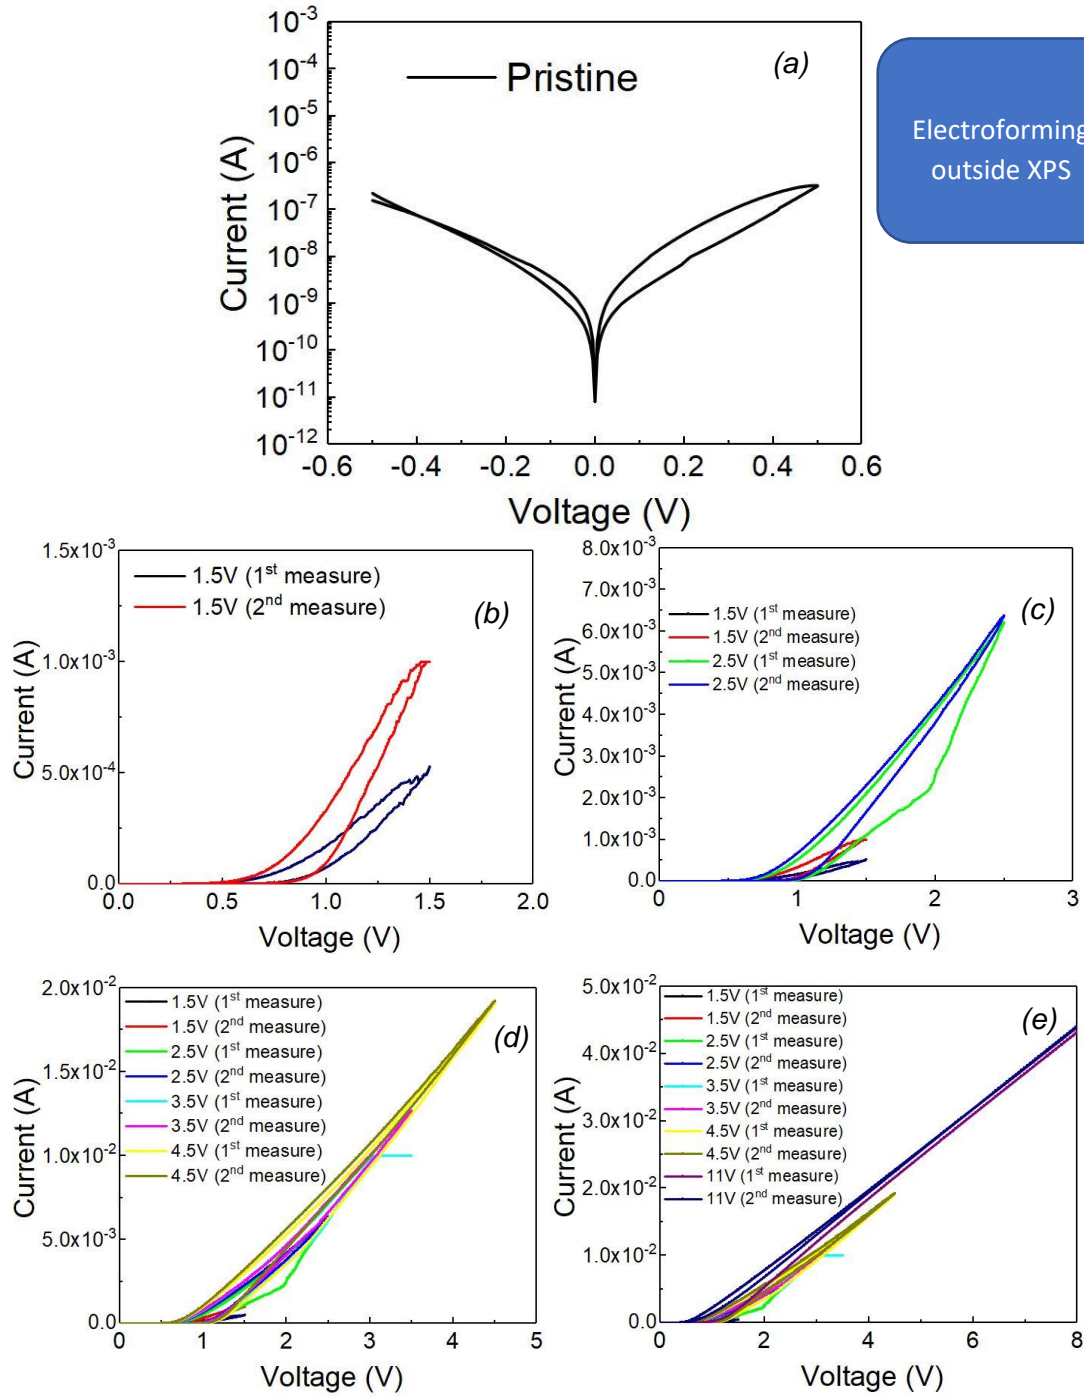 10⁻³
10⁻⁴
10⁻⁵
10⁻⁶
10⁻⁷
10⁻⁸
10⁻⁹
10⁻¹⁰
10⁻¹¹
10⁻¹²
Current (A)
Pristine
(a)
-0.6 -0.4 -0.2 0.0 0.2 0.4 0.6
Voltage (V)
Electroforming
outside XPS
1.5x10⁻³
1.0x10⁻³
5.0x10⁻⁴
0.0
Current (A)
1.5V (1ˢᵗ measure)
1.5V (2ⁿᵈ measure)
(b)
0.0 0.5 1.0 1.5 2.0
Voltage (V)
8.0x10⁻³
7.0x10⁻³
6.0x10⁻³
5.0x10⁻³
4.0x10⁻³
3.0x10⁻³
2.0x10⁻³
1.0x10⁻³
0.0
Current (A)
1.5V (1ˢᵗ measure)
1.5V (2ⁿᵈ measure)
2.5V (1ˢᵗ measure)
2.5V (2ⁿᵈ measure)
(c)
0 1 2 3
Voltage (V)
2.0x10⁻²
1.5x10⁻²
1.0x10⁻²
5.0x10⁻³
0.0
Current (A)
1.5V (1ˢᵗ measure)
1.5V (2ⁿᵈ measure)
2.5V (1ˢᵗ measure)
2.5V (2ⁿᵈ measure)
3.5V (1ˢᵗ measure)
3.5V (2ⁿᵈ measure)
4.5V (1ˢᵗ measure)
4.5V (2ⁿᵈ measure)
(d)
0 1 2 3 4 5
Voltage (V)
5.0x10⁻²
4.0x10⁻²
3.0x10⁻²
2.0x10⁻²
1.0x10⁻²
0.0
Current (A)
1.5V (1ˢᵗ measure)
1.5V (2ⁿᵈ measure)
2.5V (1ˢᵗ measure)
2.5V (2ⁿᵈ measure)
3.5V (1ˢᵗ measure)
3.5V (2ⁿᵈ measure)
4.5V (1ˢᵗ measure)
4.5V (2ⁿᵈ measure)
11V (1ˢᵗ measure)
11V (2ⁿᵈ measure)
(e)
0 2 4 6 8
Voltage (V)